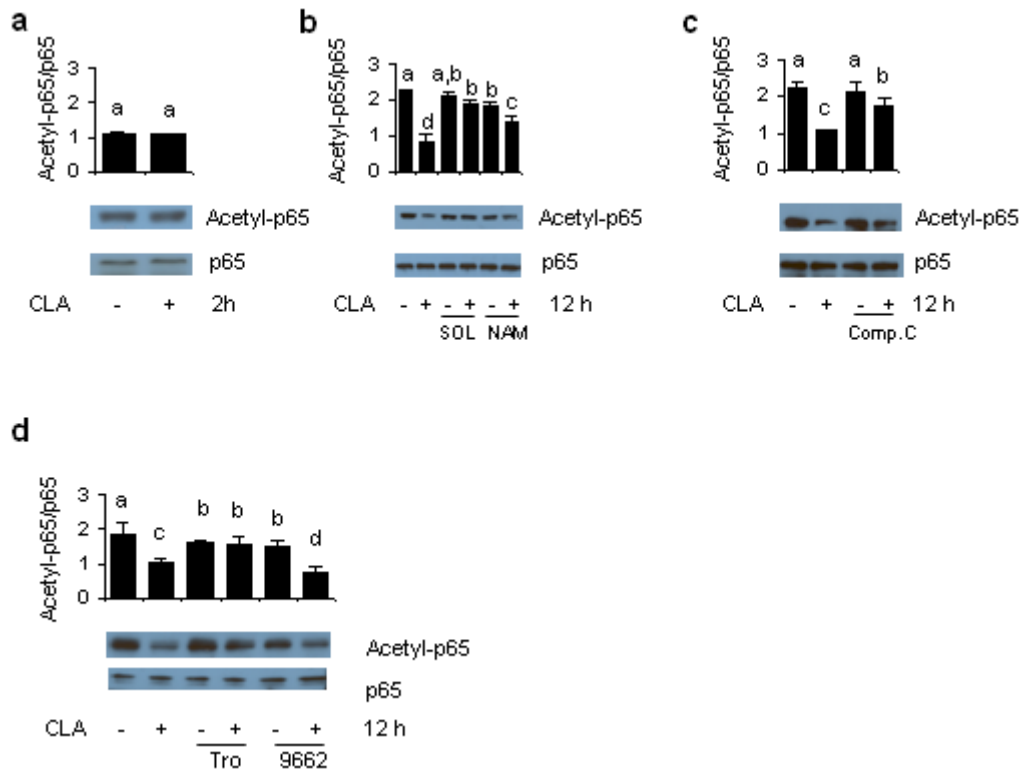 a
Acetyl-p65/p65
3
2
1
0
a a
Acetyl-p65
p65
CLA - + 2h
b
Acetyl-p65/p65
3
2
1
0
a d a,b b b c
Acetyl-p65
p65
CLA - + - + - + 12 h
SOL NAM
c
Acetyl-p65/p65
3
2
1
0
a c a b
Acetyl-p65
p65
CLA - + - + 12 h
Comp.C
d
Acetyl-p65/p65
3
2
1
0
a c b b b d
Acetyl-p65
p65
CLA - + - + - + 12 h
Tro 9662